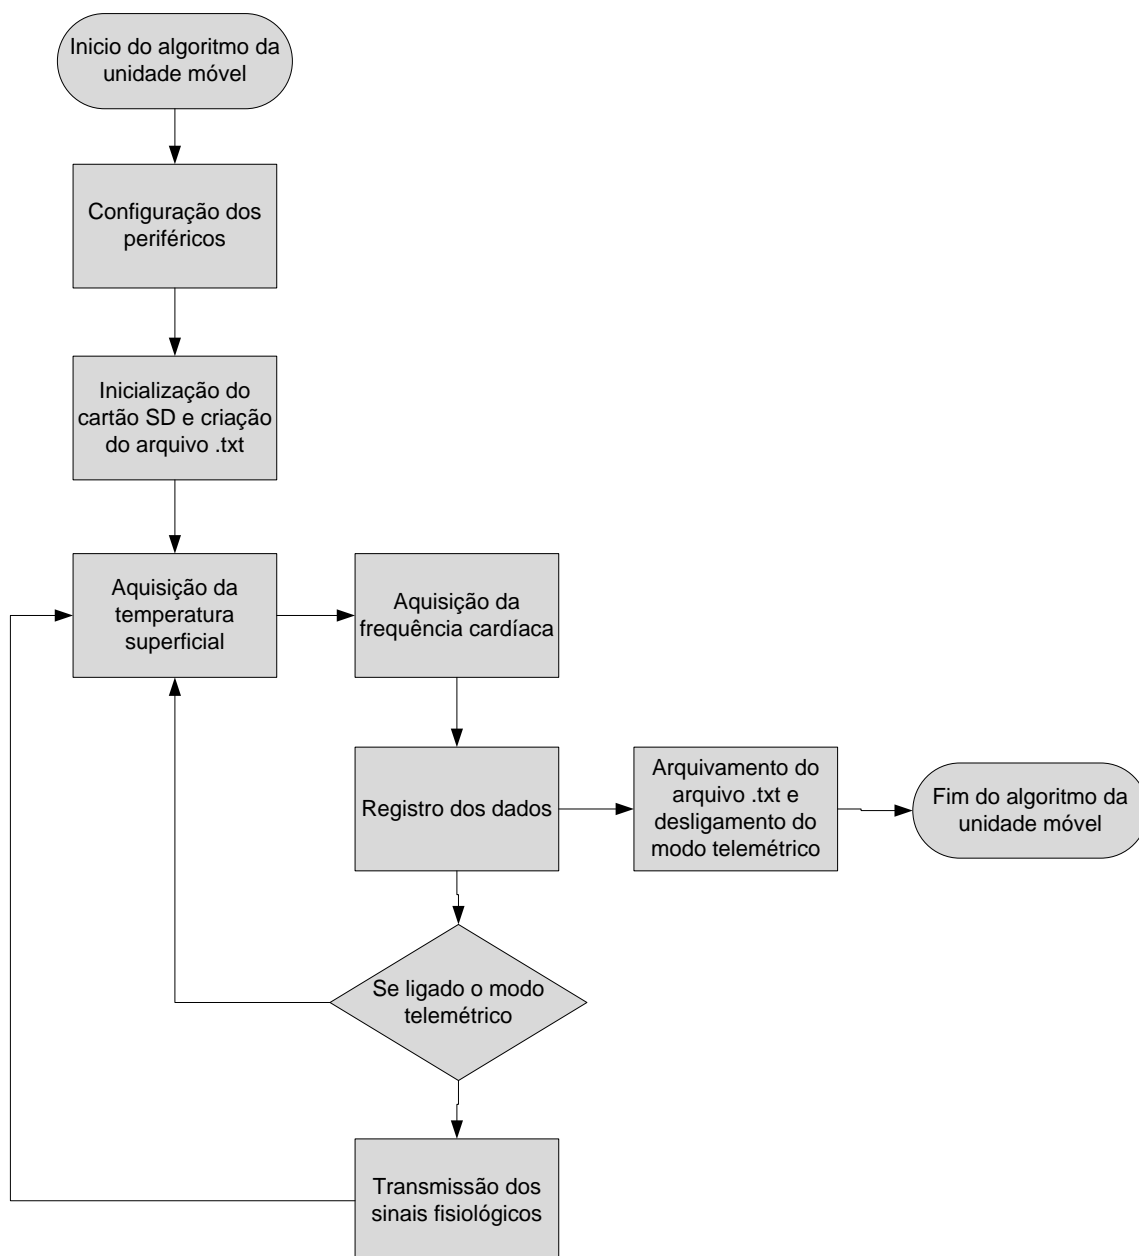 Inicio do algoritmo da
unidade móvel
Configuração dos
periféricos
Inicialização do
cartão SD e criação
do arquivo .txt
Aquisição da
temperatura
superficial
Aquisição da
frequência cardíaca
Registro dos dados
Arquivamento do
arquivo .txt e
desligamento do
modo telemétrico
Fim do algoritmo da
unidade móvel
Se ligado o modo
telemétrico
Transmissão dos
sinais fisiológicos